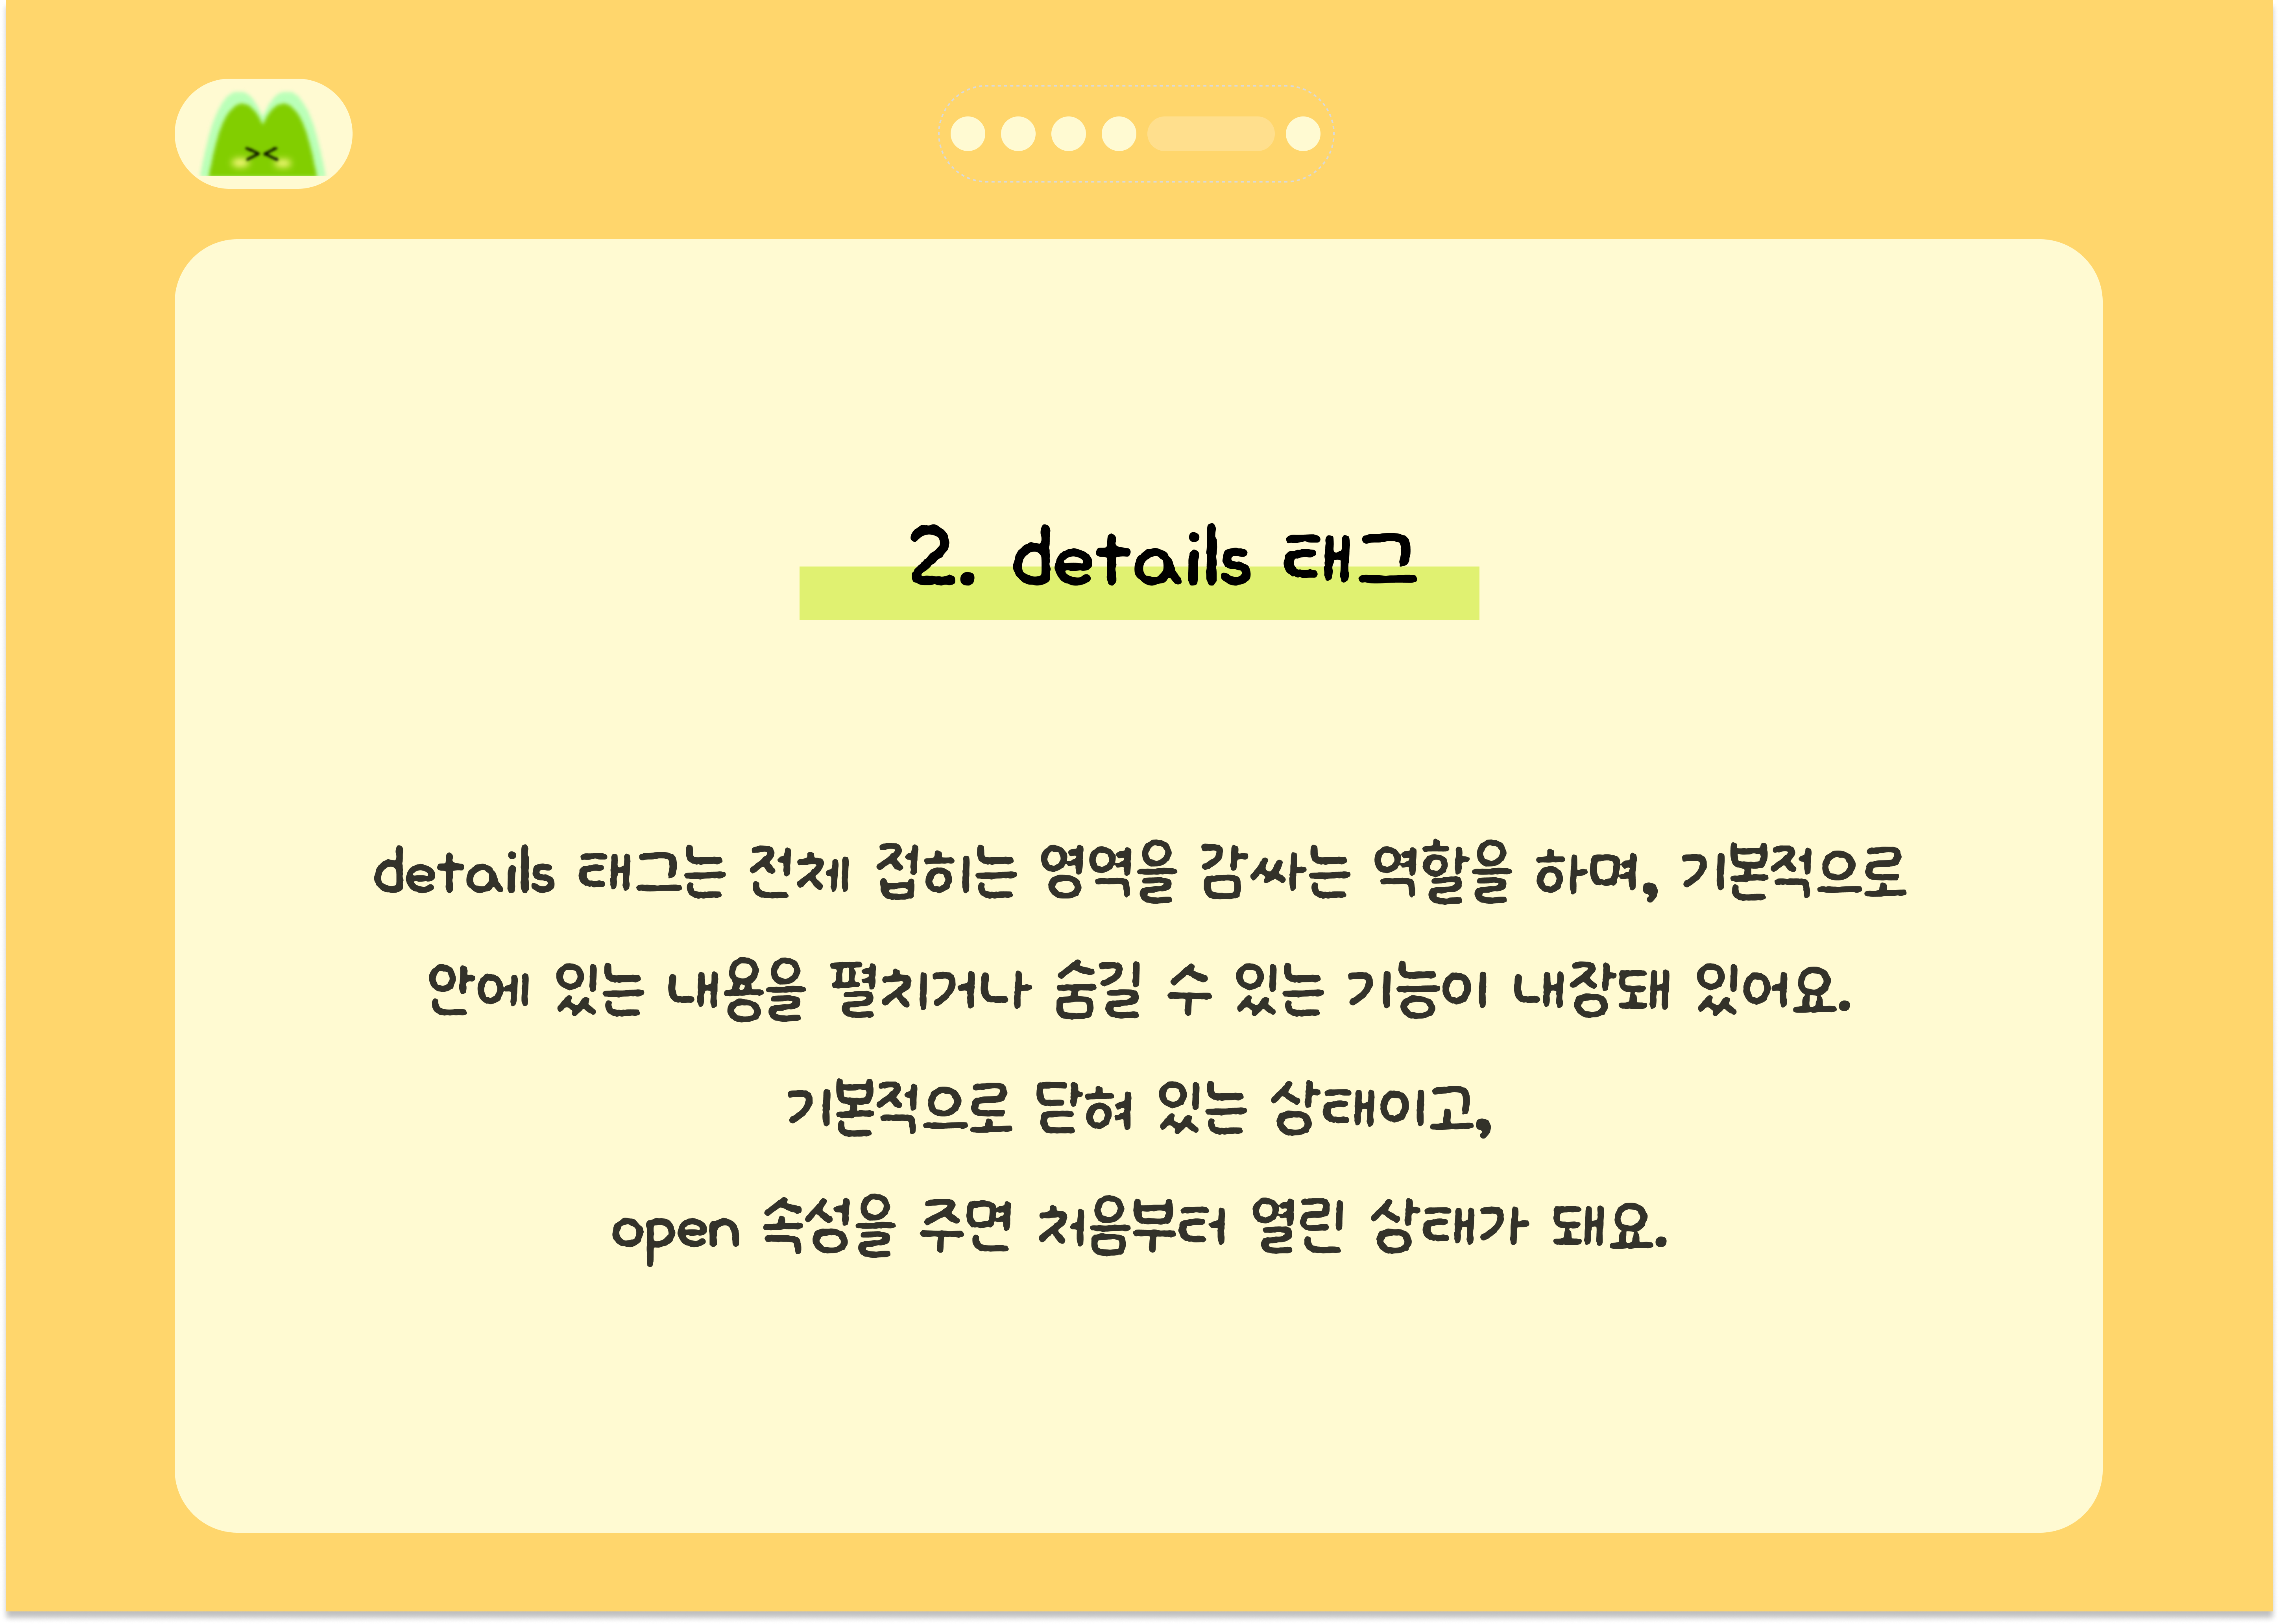 2. details 태그
details 태그는 전체 접히는 영역을 감싸는 역할을 하며, 기본적으로
안에 있는 내용을 펼치거나 숨길 수 있는 기능이 내장돼 있어요.
기본적으로 닫혀 있는 상태이고,
open 속성을 주면 처음부터 열린 상태가 돼요.